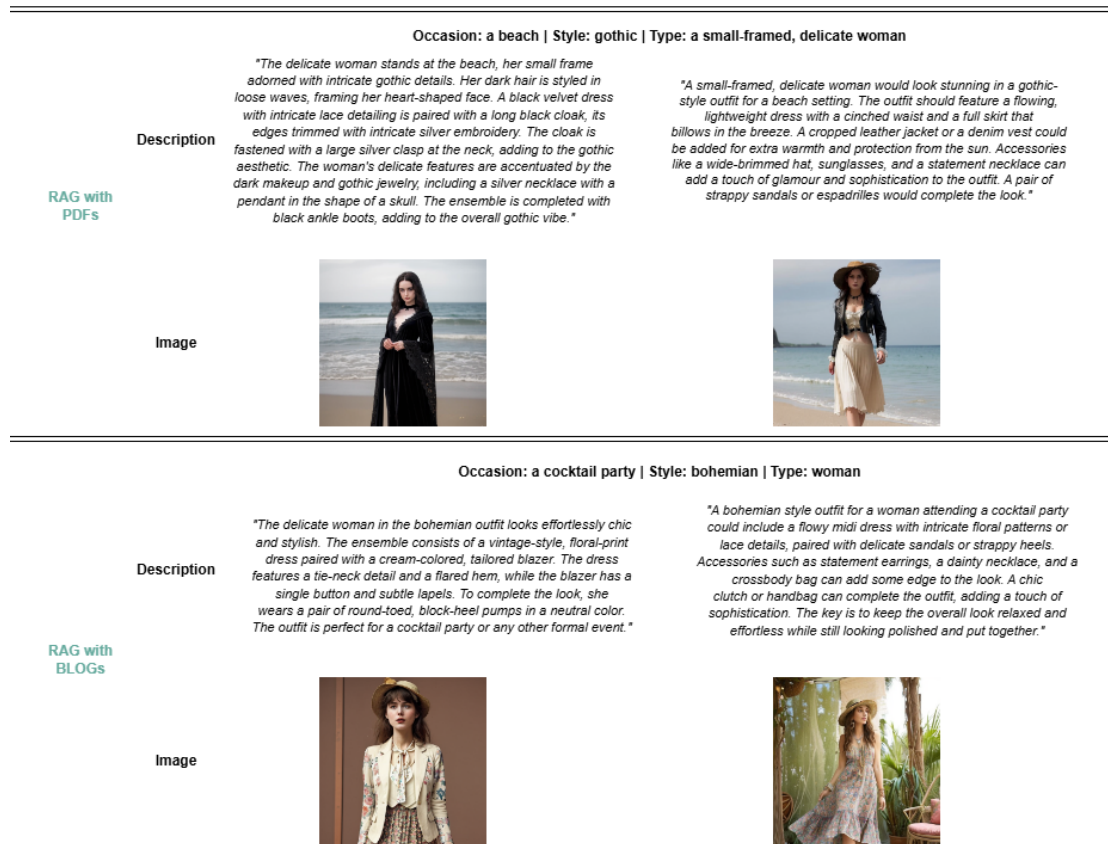 Occasion: a beach | Style: gothic | Type: a small-framed, delicate woman
RAG with
PDFs
Description
"The delicate woman stands at the beach, her small frame
adorned with intricate gothic details. Her dark hair is styled in
loose waves, framing her heart-shaped face. A black velvet dress
with intricate lace detailing is paired with a long black cloak, its
edges trimmed with intricate silver embroidery. The cloak is
fastened with a large silver clasp at the neck, adding to the gothic
aesthetic. The woman's delicate features are accentuated by the
dark makeup and gothic jewelry, including a silver necklace with a
pendant in the shape of a skull. The ensemble is completed with
black ankle boots, adding to the overall gothic vibe."
"A small-framed, delicate woman would look stunning in a gothic-
style outfit for a beach setting. The outfit should feature a flowing,
lightweight dress with a cinched waist and a full skirt that
billows in the breeze. A cropped leather jacket or a denim vest could
be added for extra warmth and protection from the sun. Accessories
like a wide-brimmed hat, sunglasses, and a statement necklace can
add a touch of glamour and sophistication to the outfit. A pair of
strappy sandals or espadrilles would complete the look."
Image
Occasion: a cocktail party | Style: bohemian | Type: woman
RAG with
BLOGs
Description
"The delicate woman in the bohemian outfit looks effortlessly chic
and stylish. The ensemble consists of a vintage-style, floral-print
dress paired with a cream-colored, tailored blazer. The dress
features a tie-neck detail and a flared hem, while the blazer has a
single button and subtle lapels. To complete the look, she
wears a pair of round-toed, block-heel pumps in a neutral color.
The outfit is perfect for a cocktail party or any other formal event."
"A bohemian style outfit for a woman attending a cocktail party
could include a flowy midi dress with intricate floral patterns or
lace details, paired with delicate sandals or strappy heels.
Accessories such as statement earrings, a dainty necklace, and a
crossbody bag can add some edge to the look. A chic
clutch or handbag can complete the outfit, adding a touch of
sophistication. The key is to keep the overall look relaxed and
effortless while still looking polished and put together."
Image